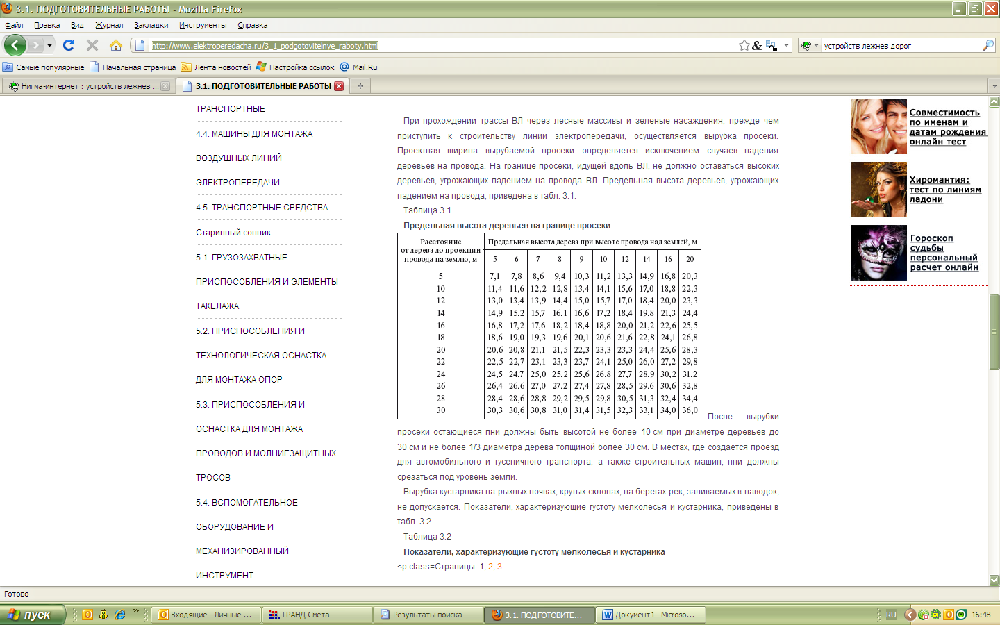 3.1. ПОДГОТОВИТЕЛЬНЫЕ РАБОТЫ - Mozilla Firefox
Файл Правка Вид Журнал Закладки Инструменты Справка
http://www.elektroperedacha.ru/3_1_podgotovitelnye_raboty.html
устройств лежнев дорог
Самые популярные Начальная страница Лента новостей Настройка ссылок Mail.Ru
Нигма-интернет : устройств лежнев ... 3.1. ПОДГОТОВИТЕЛЬНЫЕ РАБОТЫ
ТРАНСПОРТНЫЕ
4.4. МАШИНЫ ДЛЯ МОНТАЖА
ВОЗДУШНЫХ ЛИНИЙ
ЭЛЕКТРОПЕРЕДАЧИ
4.5. ТРАНСПОРТНЫЕ СРЕДСТВА
Старинный сонник
5.1. ГРУЗОЗАХВАТНЫЕ
ПРИСПОСОБЛЕНИЯ И ЭЛЕМЕНТЫ
ТАКЕЛАЖА
5.2. ПРИСПОСОБЛЕНИЯ И
ТЕХНОЛОГИЧЕСКАЯ ОСНАСТКА
ДЛЯ МОНТАЖА ОПОР
5.3. ПРИСПОСОБЛЕНИЯ И
ОСНАСТКА ДЛЯ МОНТАЖА
ПРОВОДОВ И МОЛНИЕЗАЩИТНЫХ
ТРОСОВ
5.4. ВСПОМОГАТЕЛЬНОЕ
ОБОРУДОВАНИЕ И
МЕХАНИЗИРОВАННЫЙ
ИНСТРУМЕНТ
При прохождении трассы ВЛ через лесные массивы и зеленые насаждения, прежде чем
приступить к строительству линии электропередачи, осуществляется вырубка просеки.
Проектная ширина вырубаемой просеки определяется исключением случаев падения
деревьев на провода. На границе просеки, идущей вдоль ВЛ, не должно оставаться высоких
деревьев, угрожающих падением на провода ВЛ. Предельная высота деревьев, угрожающих
падением на провода, приведена в табл. 3.1.
Таблица 3.1
Предельная высота деревьев на границе просеки
Расстояние
от дерева до проекции
провода на землю, м
Предельная высота дерева при высоте провода над землей, м
5 6 7 8 9 10 12 14 16 20
5 7,1 7,8 8,6 9,4 10,3 11,2 13,3 14,9 16,8 20,3
10 11,4 11,6 12,2 12,8 13,4 14,1 15,6 17,0 18,8 22,3
12 13,0 13,4 13,9 14,4 15,0 15,7 17,0 18,4 20,0 23,3
14 14,9 15,2 15,7 16,1 16,6 17,2 18,4 19,8 21,3 24,4
16 16,8 17,2 17,6 18,2 18,4 18,8 20,0 21,2 22,6 25,5
18 18,6 19,0 19,3 19,6 20,1 20,6 21,6 22,8 24,1 26,8
20 20,6 20,8 21,1 21,5 22,3 23,3 23,3 24,4 25,6 28,3
22 22,5 22,7 23,1 23,3 23,7 24,1 25,0 26,0 27,2 29,8
24 24,5 24,7 25,0 25,2 25,6 26,8 27,7 28,9 30,2 31,2
26 26,4 26,6 27,0 27,2 27,4 27,8 28,5 29,6 30,6 32,8
28 28,4 28,6 28,8 29,2 29,5 29,8 30,5 31,3 32,4 34,4
30 30,3 30,6 30,8 31,0 31,4 31,5 32,3 33,1 34,0 36,0
После вырубки
просеки остающиеся пни должны быть высотой не более 10 см при диаметре деревьев до
30 см и не более 1/3 диаметра дерева толщиной более 30 см. В местах, где создается проезд
для автомобильного и гусеничного транспорта, а также строительных машин, пни должны
срезаться под уровень земли.
Вырубка кустарника на рыхлых почвах, крутых склонах, на берегах рек, заливаемых в паводок,
не допускается. Показатели, характеризующие густоту мелколесья и кустарника, приведены в
табл. 3.2.
Таблица 3.2
Показатели, характеризующие густоту мелколесья и кустарника
<p class=Страницы: 1, 2, 3
Совместимость
по именам и
датам рождения
онлайн тест
Хиромантия:
тест по линиям
ладони
Гороскоп
судьбы
персональный
расчет онлайн
Готово
пуск Входящие - Личные ... ГРАНД Смета Результаты поиска 3.1. ПОДГОТОВИТЕ... Документ1 - Microso... RU 16:48